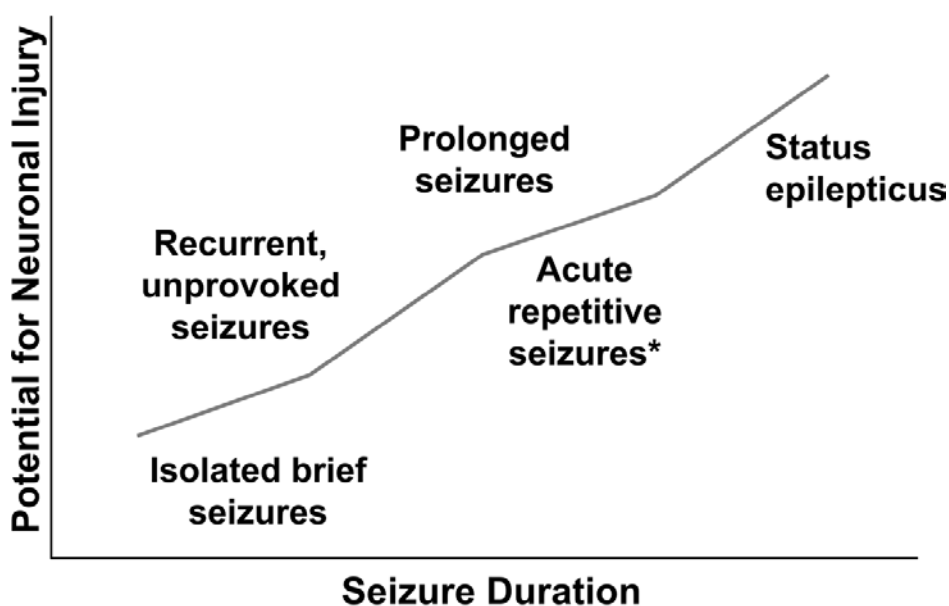 Potential for Neuronal Injury
Prolonged
seizures
Status
epilepticus
Recurrent,
unprovoked
seizures
Acute
repetitive
seizures*
Isolated brief
seizures
Seizure Duration